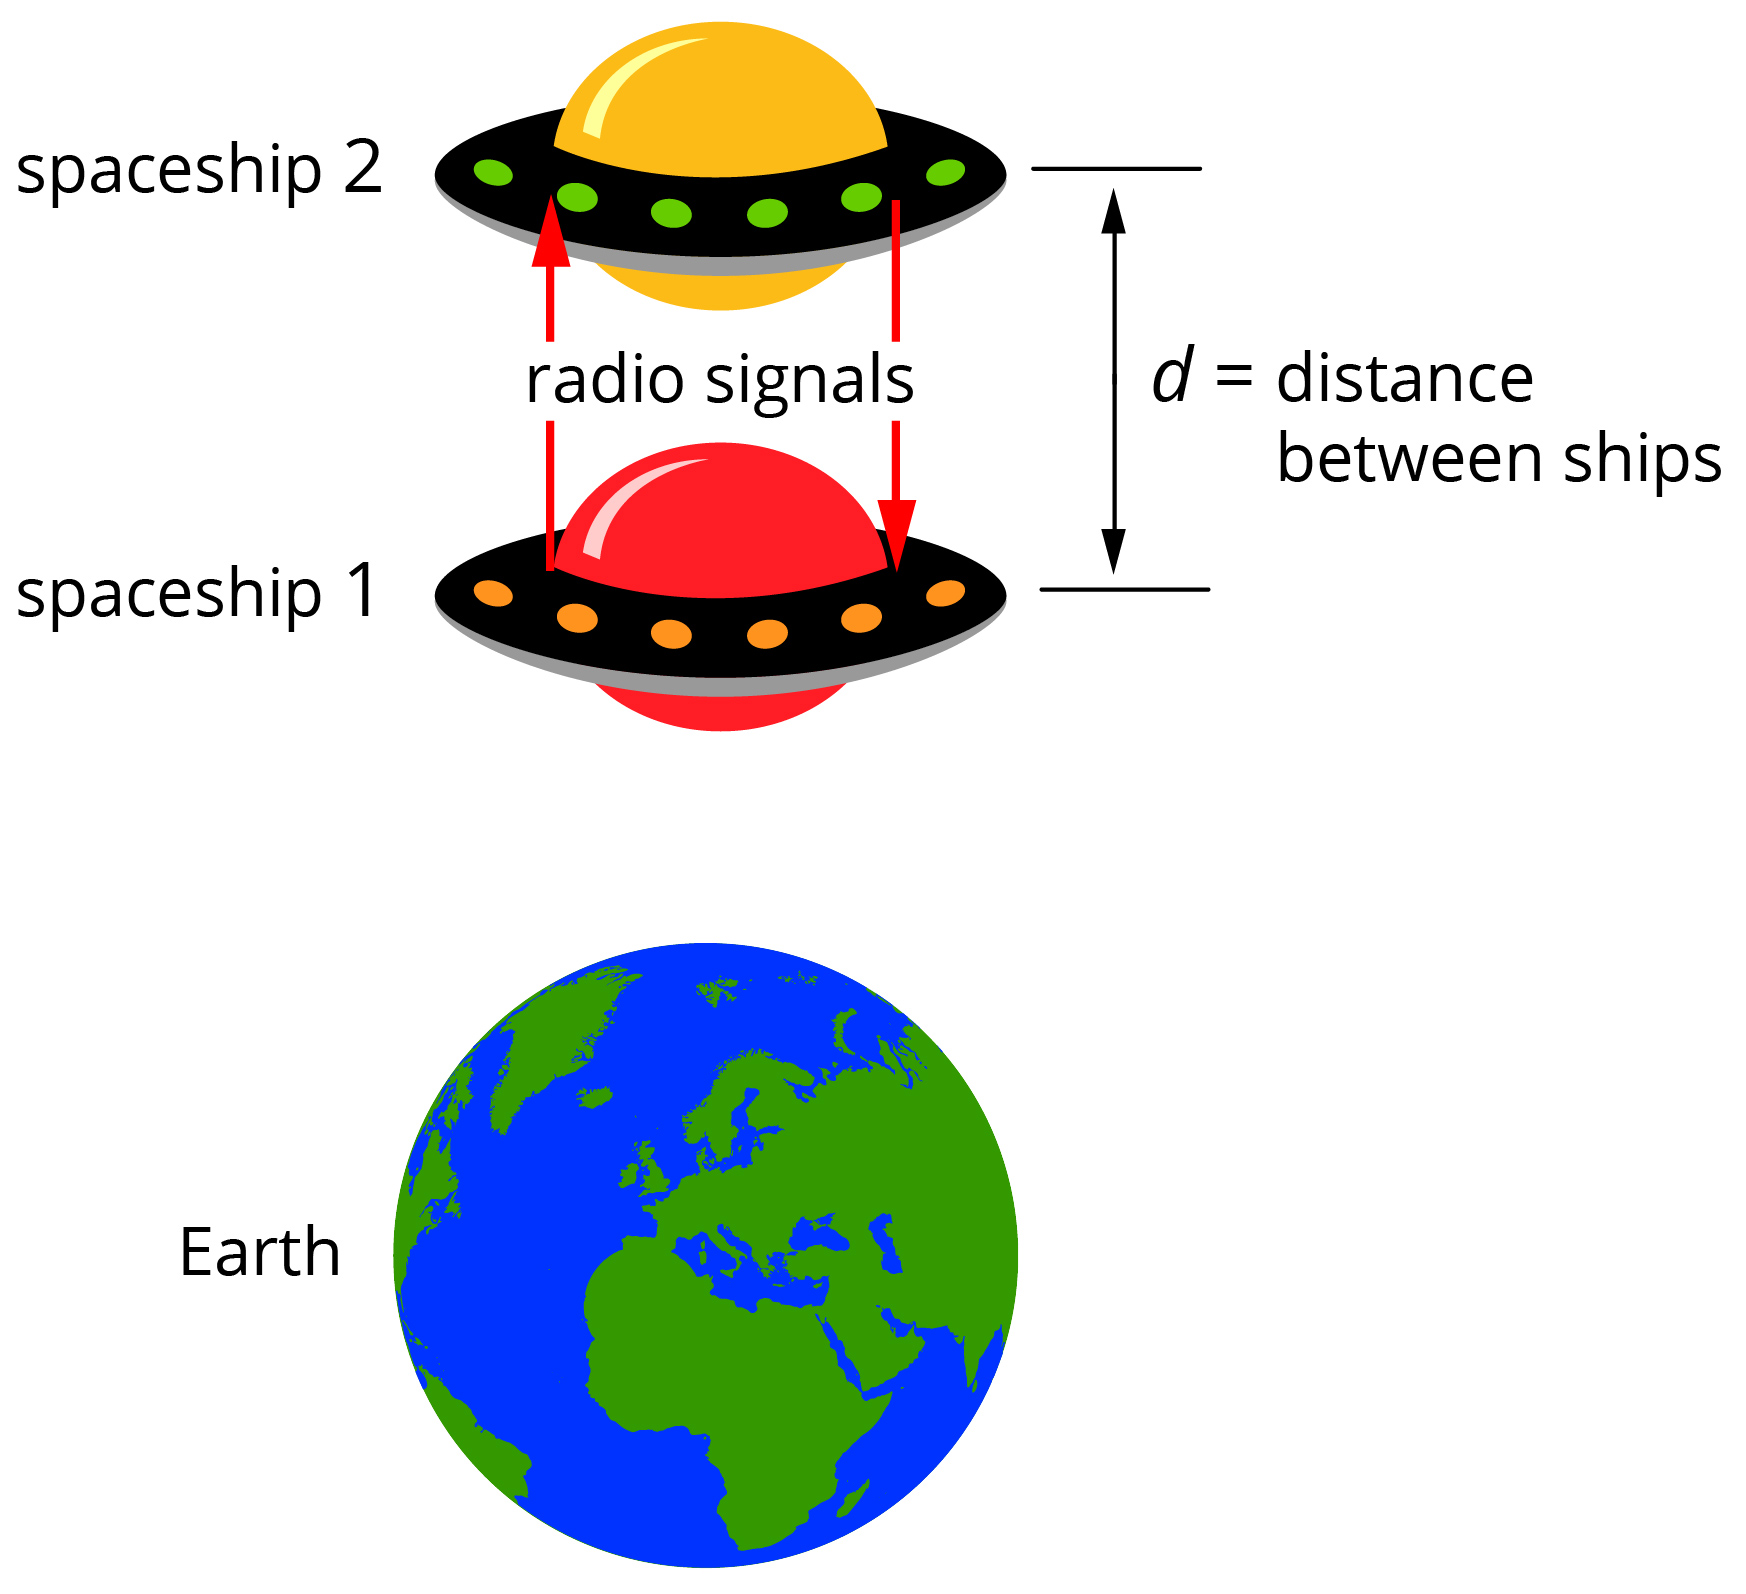 spaceship 2
radio signals
d = distance
between ships
spaceship 1
Earth